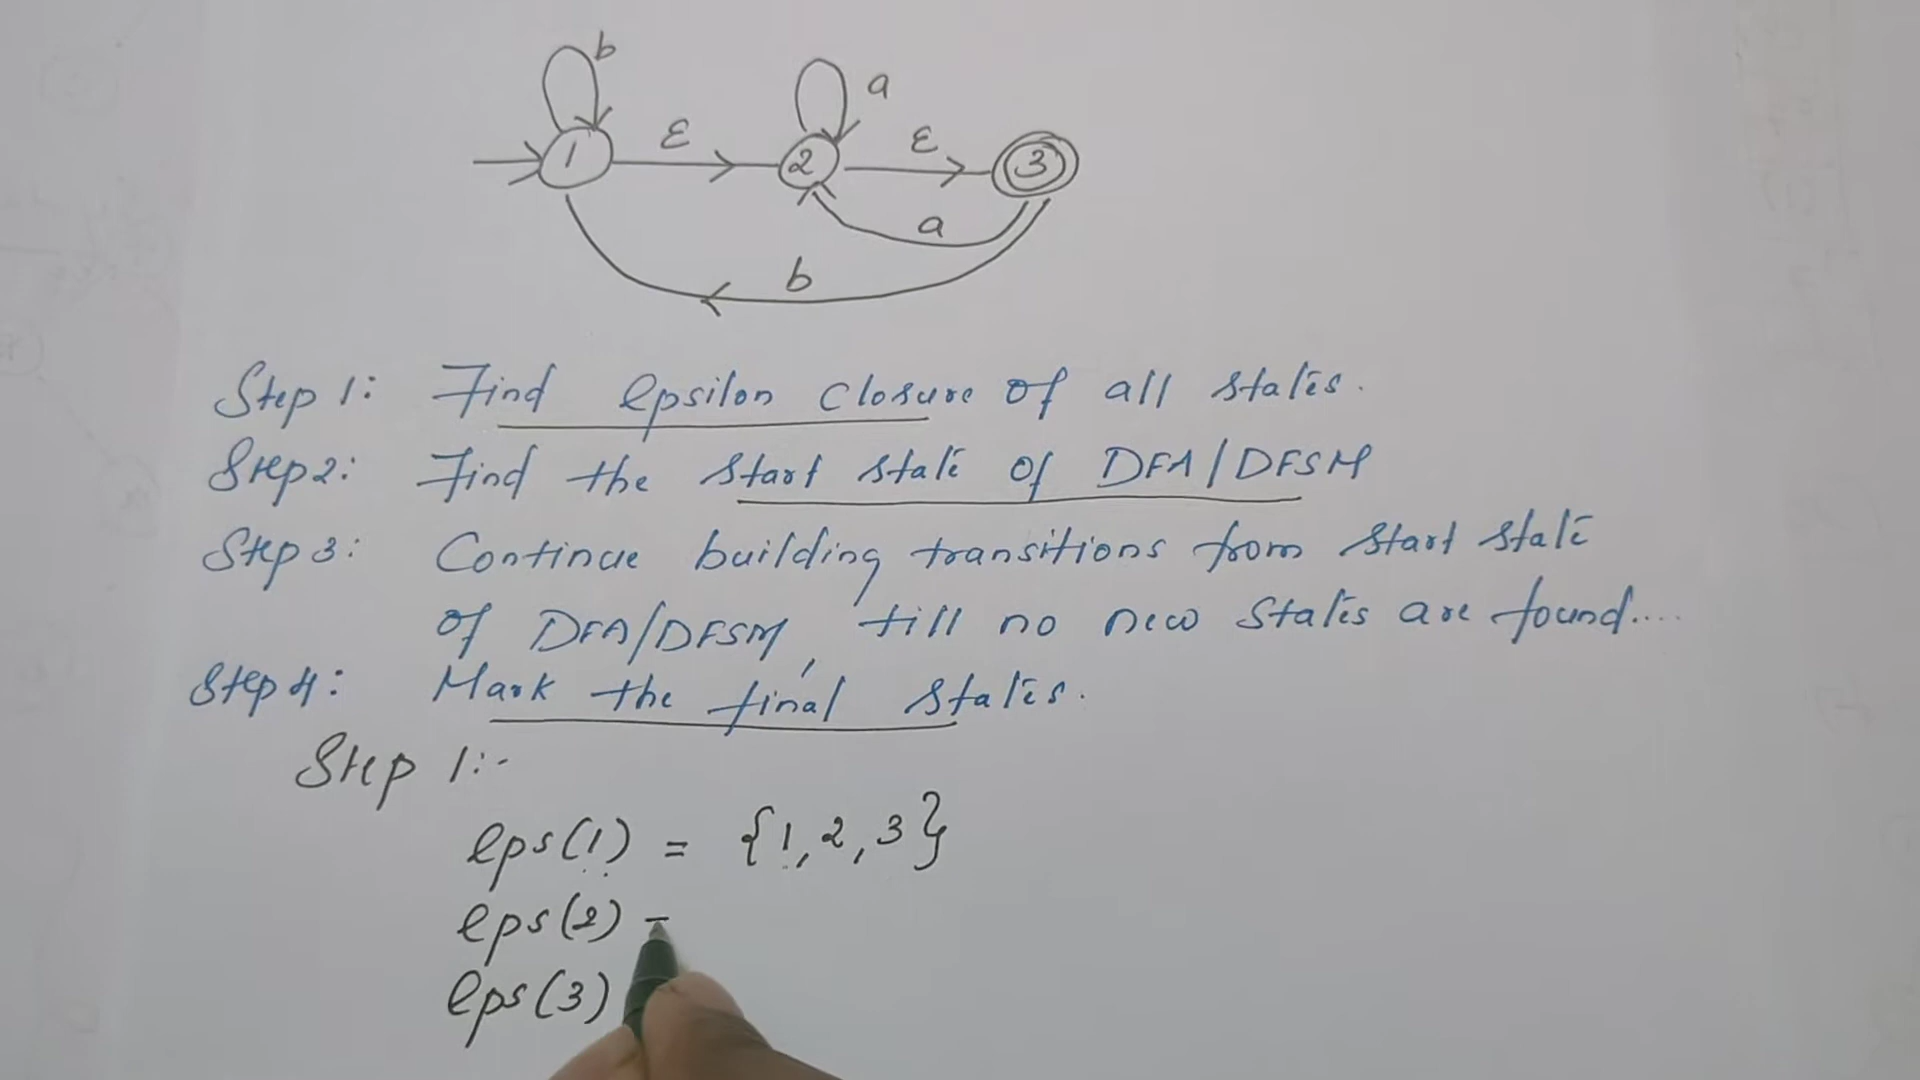 b
a
ε
ε
1
2
3
a
b
Step 1: Find epsilon closure of all states.
Step 2: Find the start state of DFA/DFSM
Step 3: Continue building transitions from start state
of DFA/DFSM, till no new states are found....
Step 4: Mark the final states.
Step 1:-
eps(1) = {1, 2, 3}
eps(2) =
eps(3)